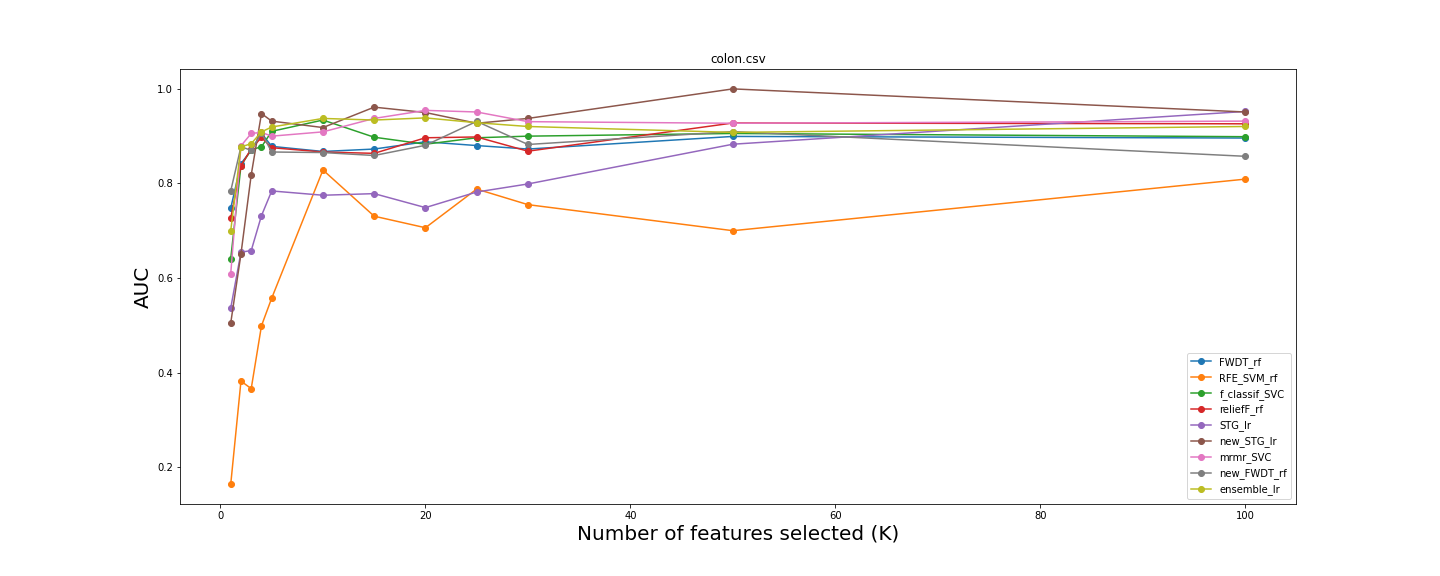 colon.csv
AUC
1.0
0.8
0.6
0.4
0.2
0
20
40
60
80
100
Number of features selected (K)
FWDT_rf
RFE_SVM_rf
f_classif_SVC
reliefF_rf
STG_lr
new_STG_lr
mrmr_SVC
new_FWDT_rf
ensemble_lr